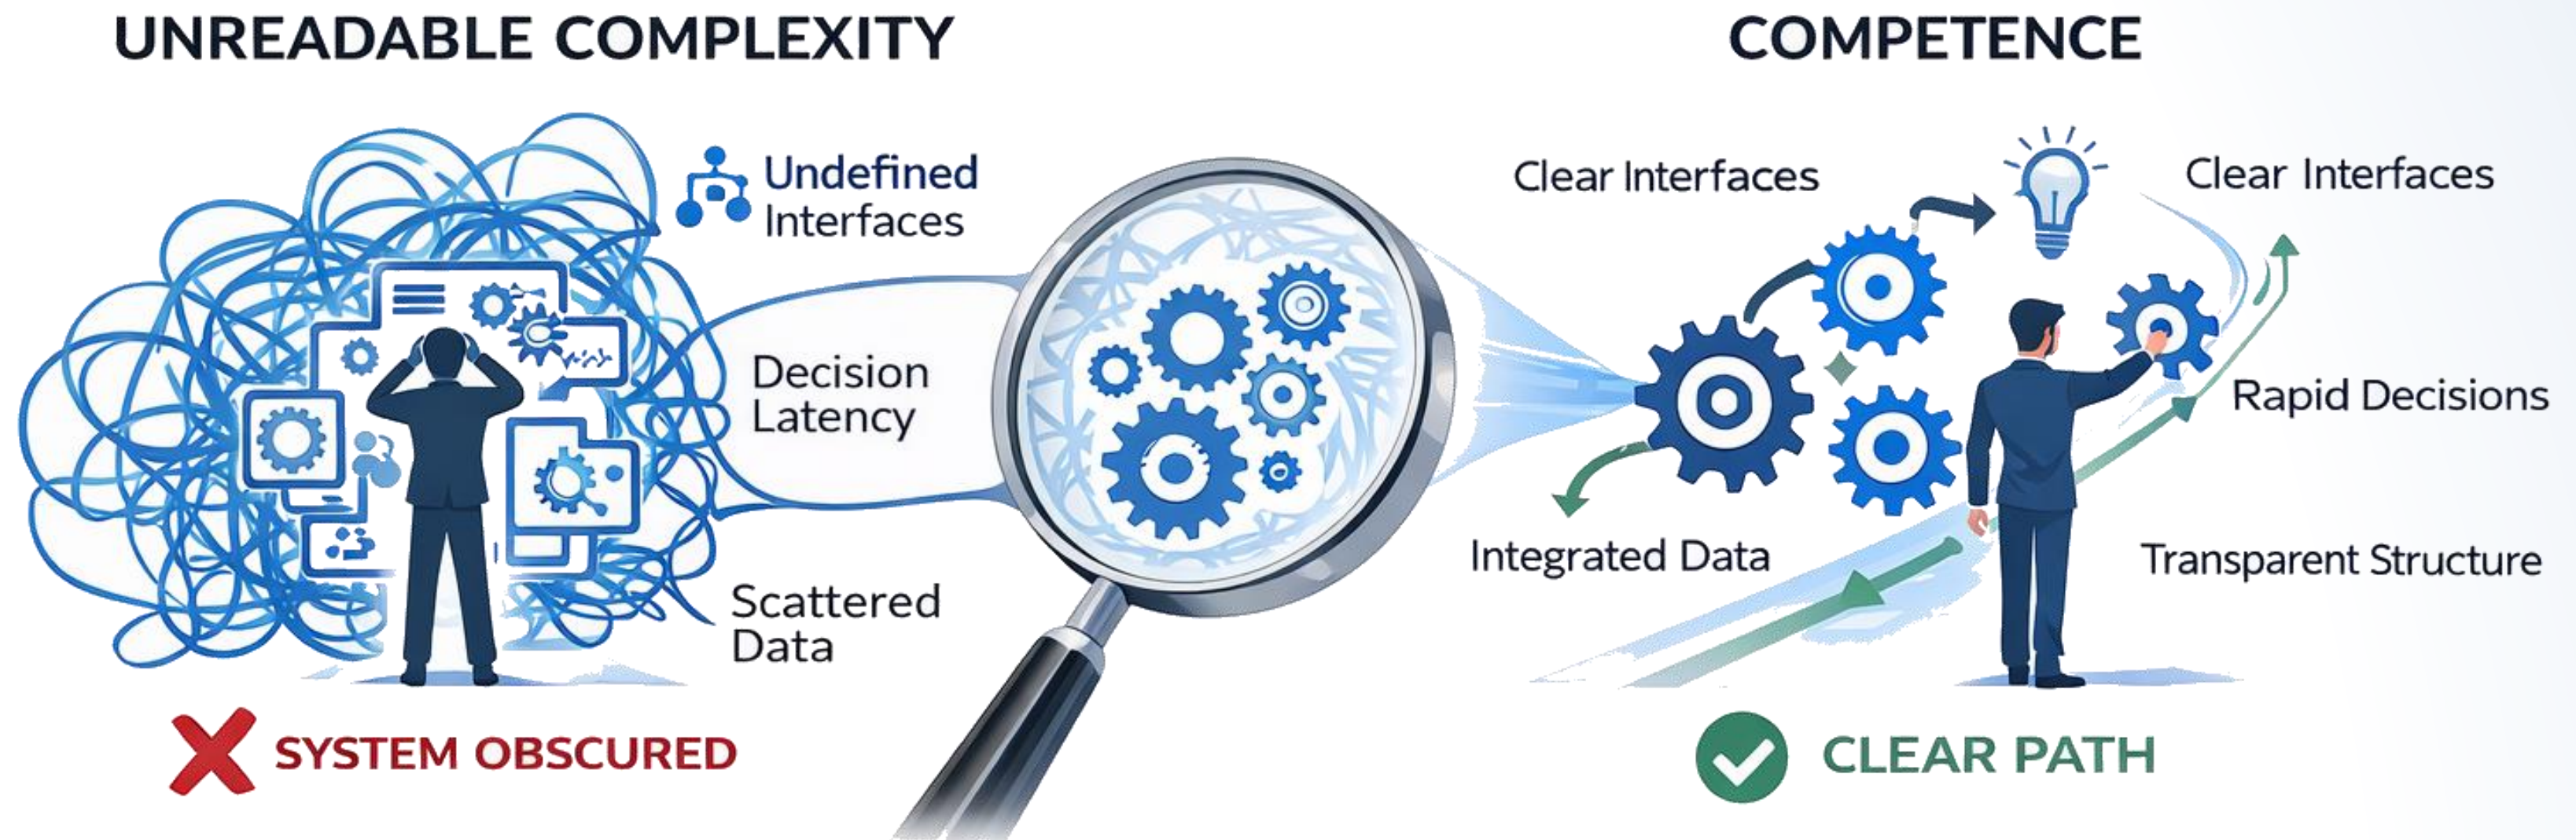 UNREADABLE COMPLEXITY
Undefined
Interfaces
Decision
Latency
Scattered
Data
SYSTEM OBSCURED
COMPETENCE
Clear Interfaces
Clear Interfaces
Rapid Decisions
Integrated Data
Transparent Structure
CLEAR PATH